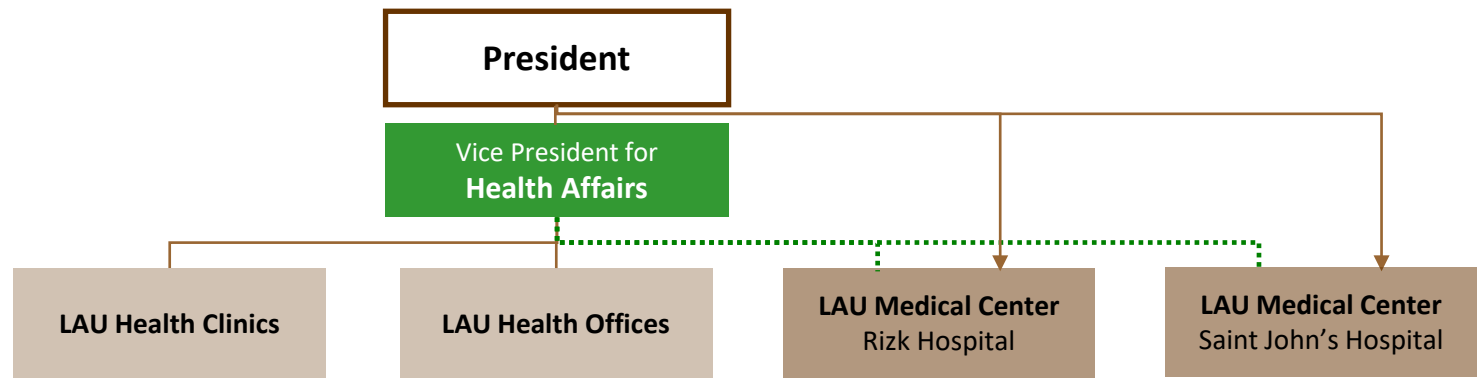 President
Vice President for
Health Affairs
LAU Health Clinics
LAU Health Offices
LAU Medical Center
Rizk Hospital
LAU Medical Center
Saint John’s Hospital